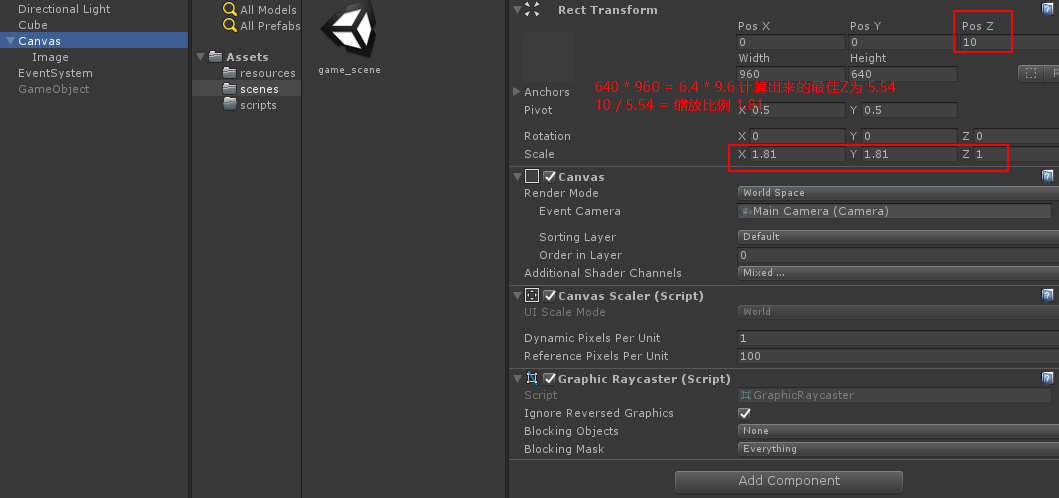 Directional Light
Cube
Canvas
Image
EventSystem
GameObject
All Models
All Prefabs
Assets
resources
scenes
scripts
game_scene
Rect Transform
Pos X Pos Y Pos Z
0 0 10
Width Height
960 640
640 * 960 = 6.4 * 9.6 计算出来的最佳Z为 5.54
10 / 5.54 = 缩放比例 1.81
Anchors
Pivot X 0.5 Y 0.5
Rotation X 0 Y 0 Z 0
Scale X 1.81 Y 1.81 Z 1
Canvas
Render Mode World Space
Event Camera Main Camera (Camera)
Sorting Layer Default
Order in Layer 0
Additional Shader Channels Mixed ...
Canvas Scaler (Script)
UI Scale Mode World
Dynamic Pixels Per Unit 1
Reference Pixels Per Unit 100
Graphic Raycaster (Script)
Script GraphicRaycaster
Ignore Reversed Graphics
Blocking Objects None
Blocking Mask Everything
Add Component